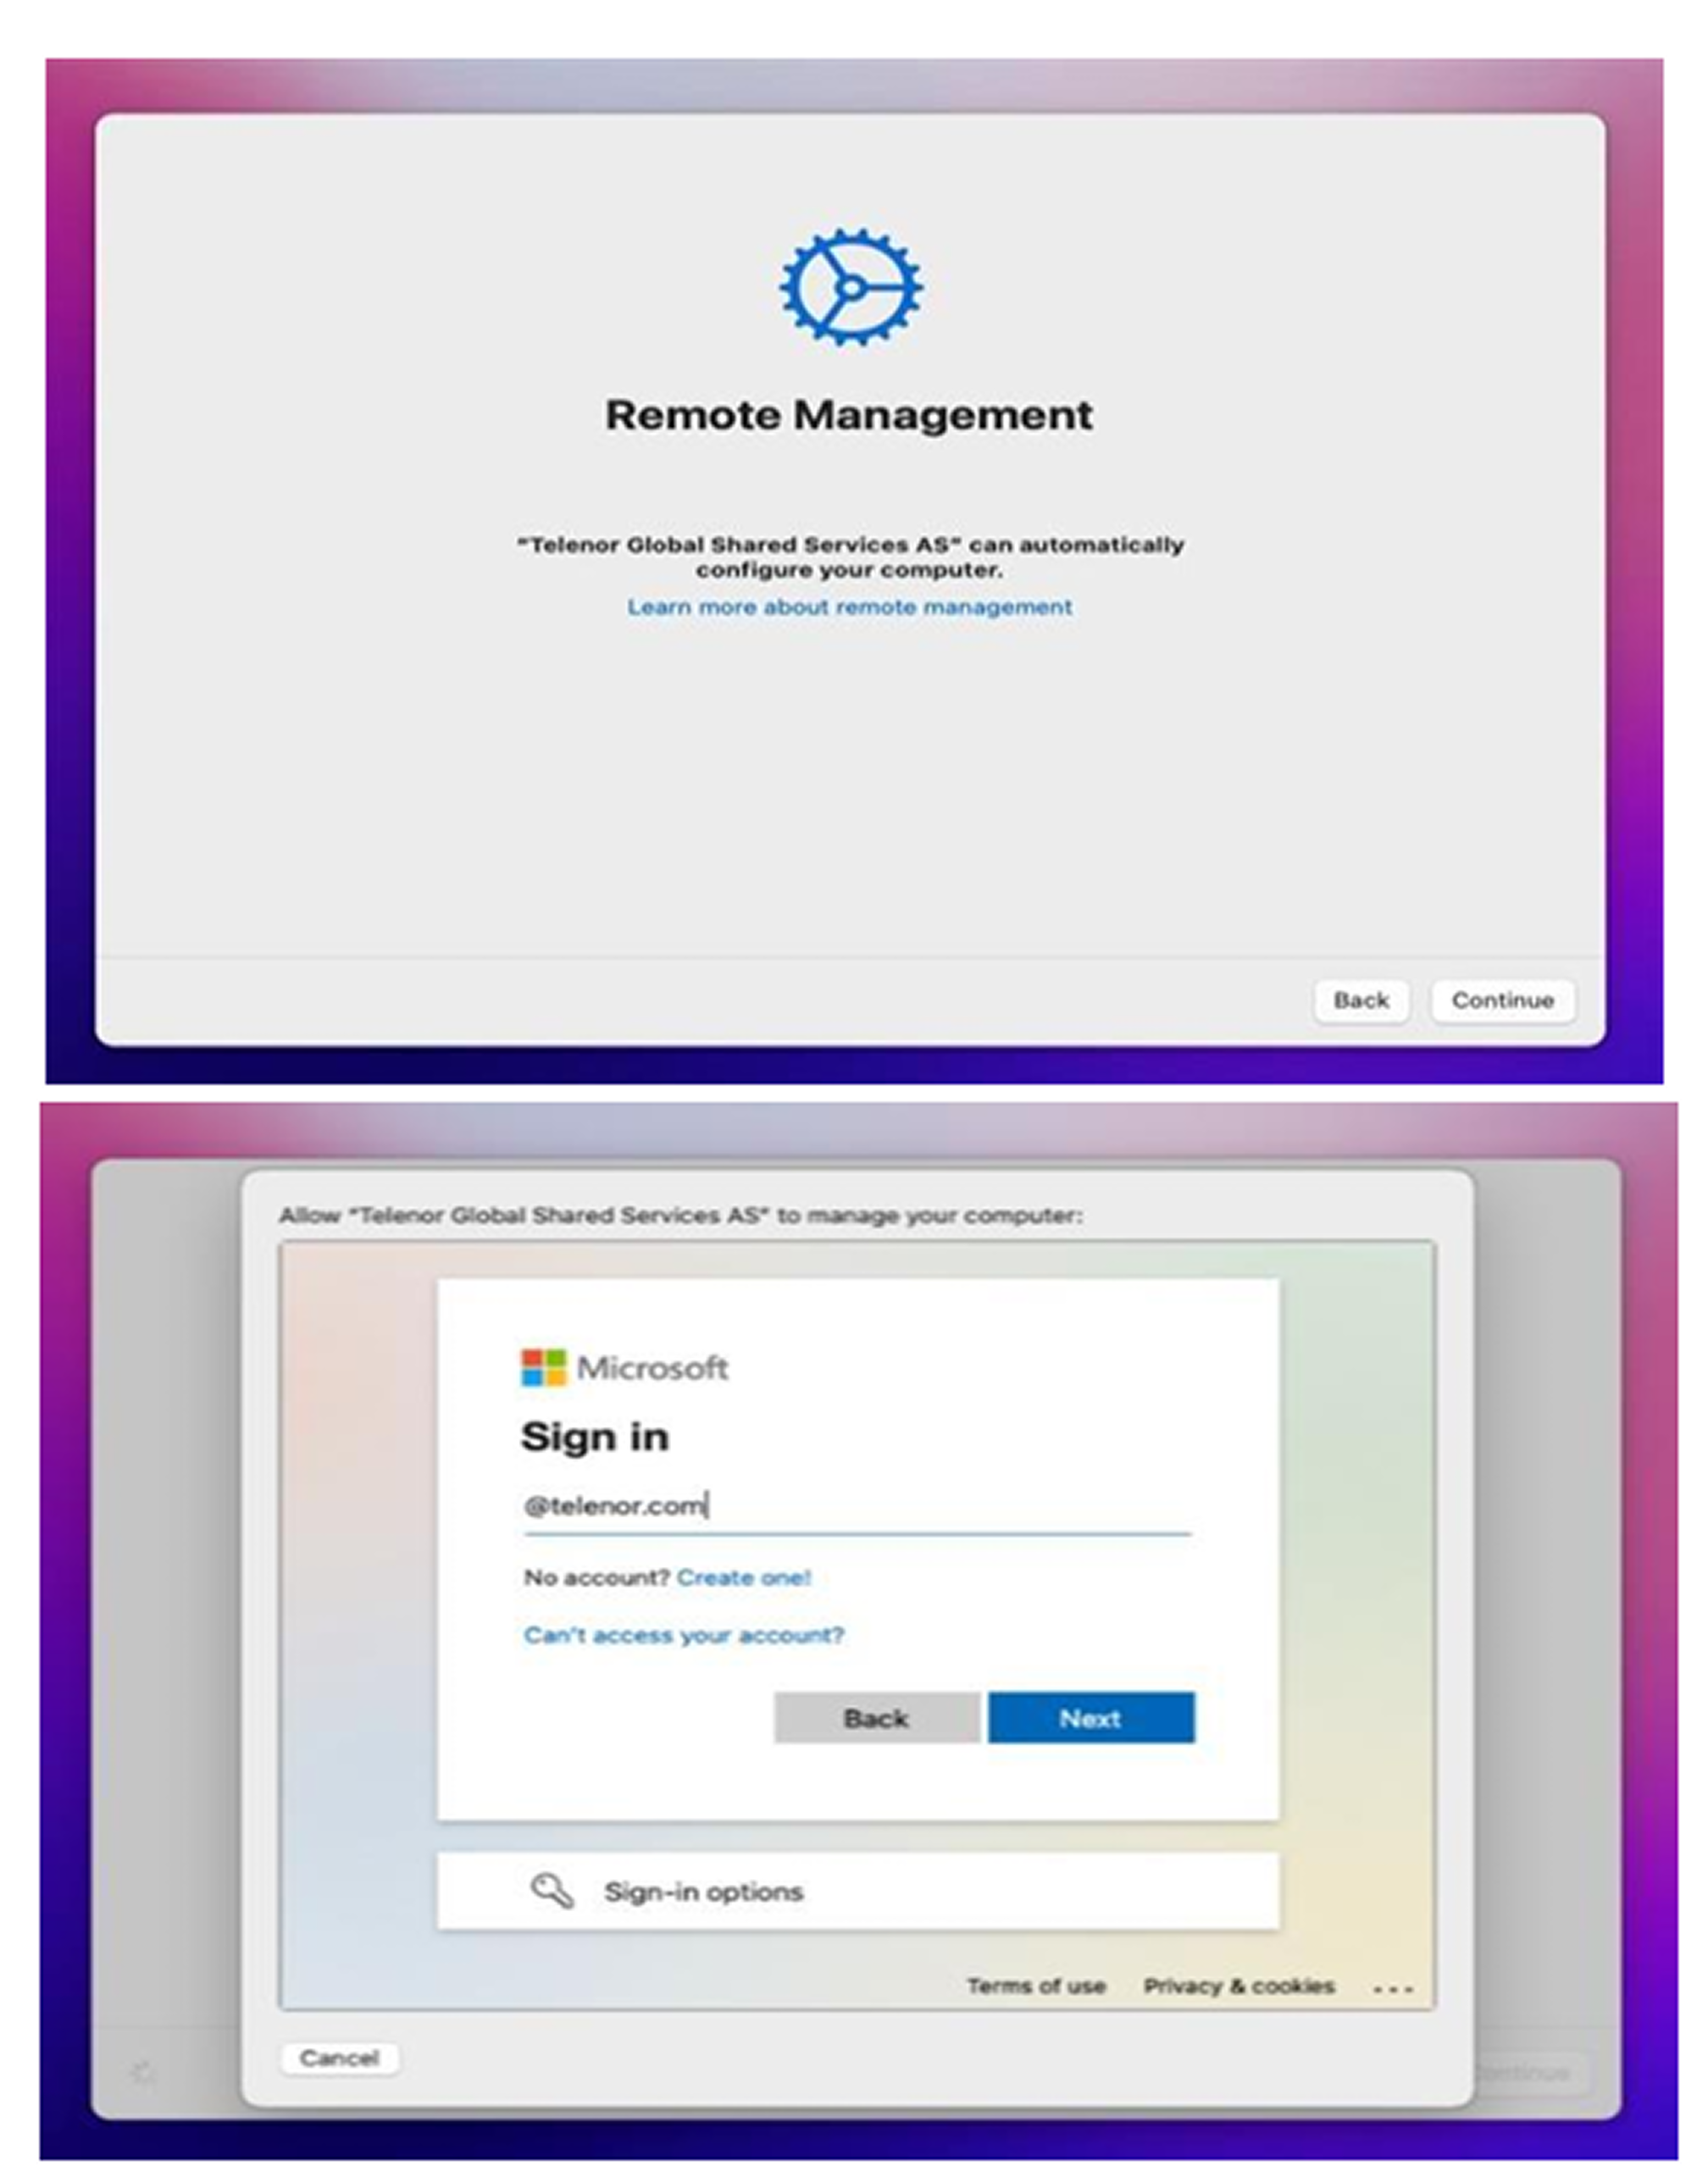 Remote Management
"Telenor Global Shared Services AS" can automatically
configure your computer.
Learn more about remote management
Back
Continue
Allow "Telenor Global Shared Services AS" to manage your computer:
Microsoft
Sign in
@telenor.com
No account? Create one!
Can't access your account?
Back
Next
Sign-in options
Terms of use
Privacy & cookies
...
Cancel
Continue